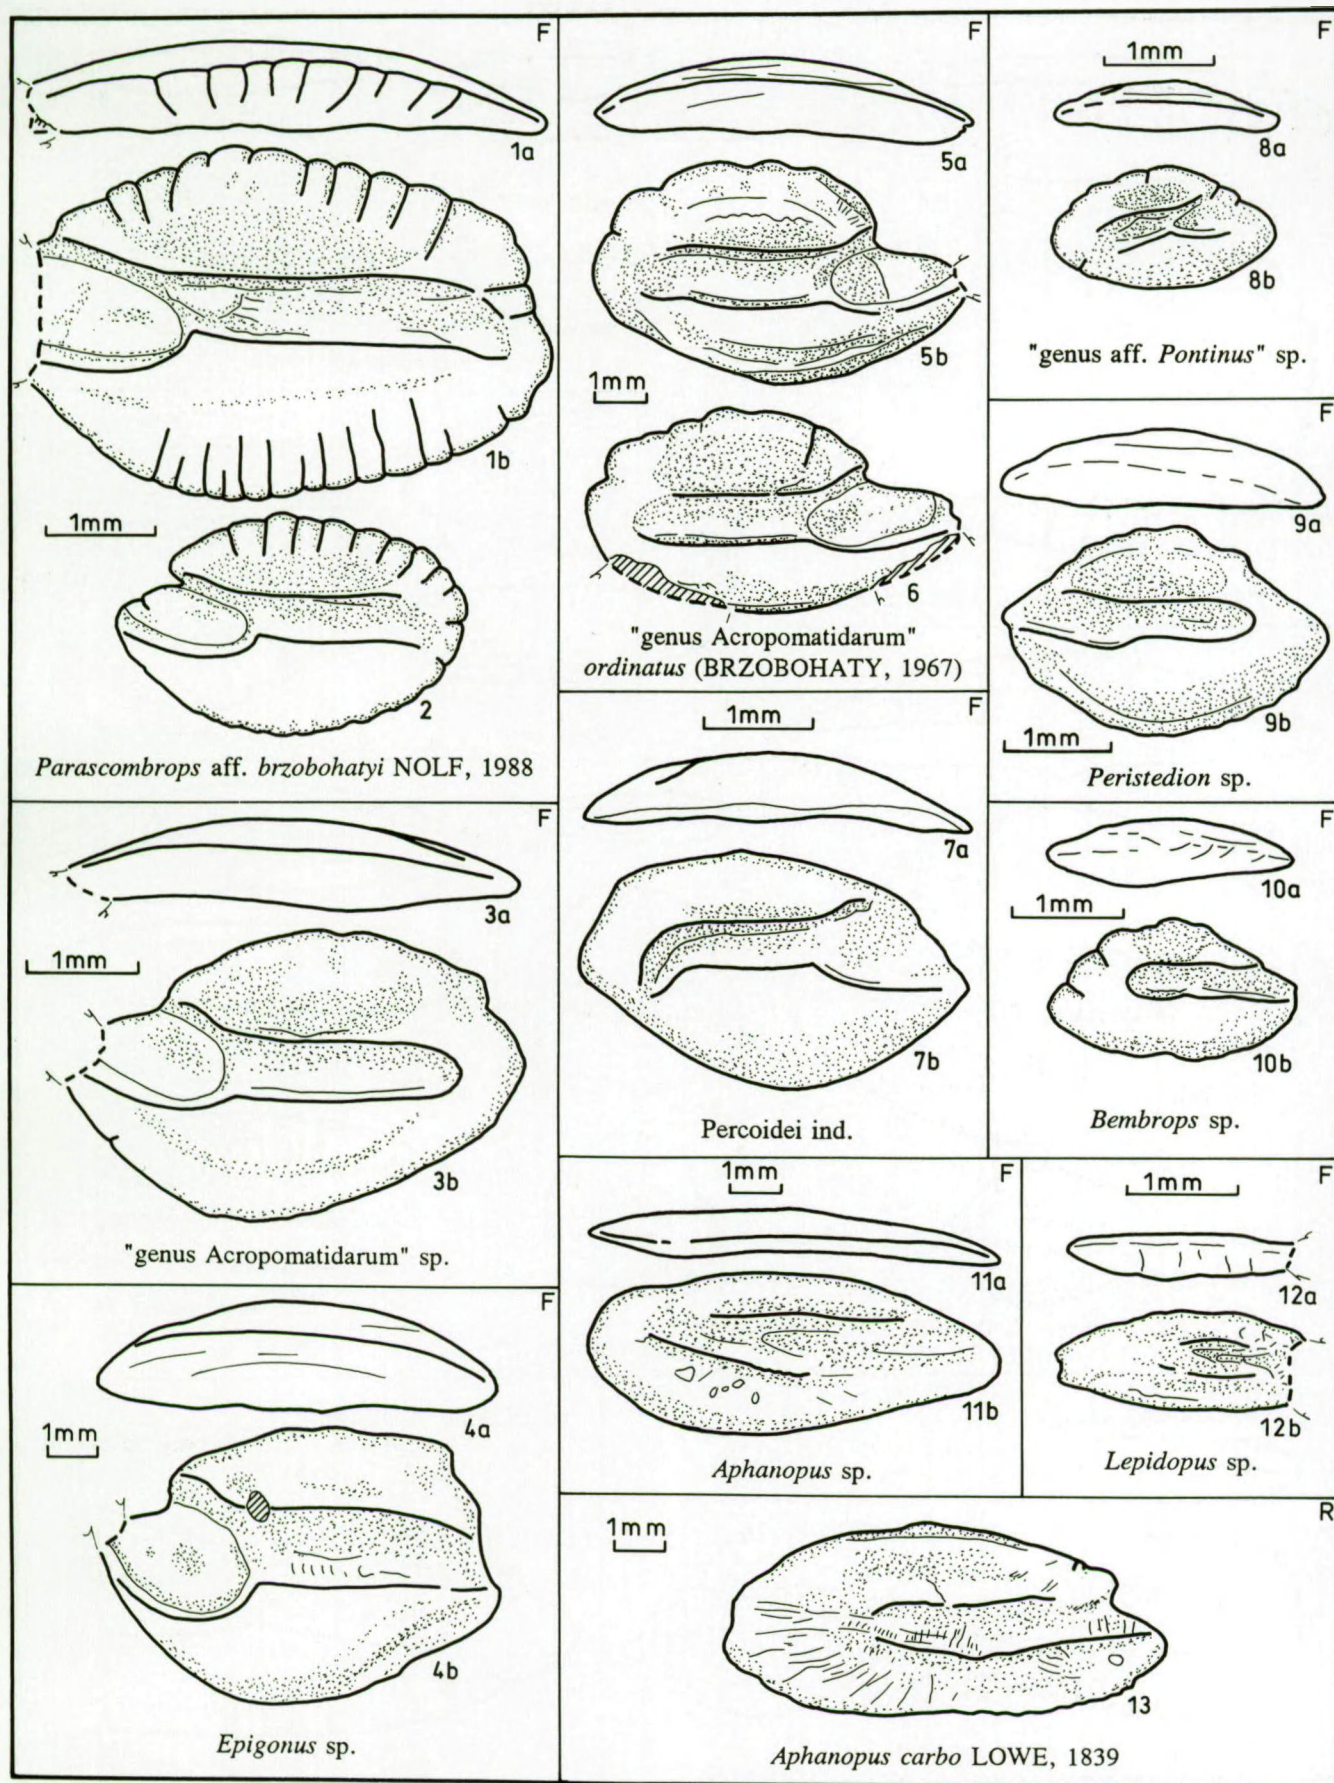 F
1a
1b
1mm
2
Parascombrops aff. brzobohatyi NOLF, 1988
F
3a
1mm
3b
"genus Acropomatidarum" sp.
F
4a
1mm
4b
Epigonus sp.
F
5a
5b
1mm
6
"genus Acropomatidarum"
ordinatus (BRZOBOHATY, 1967)
1mm
F
7a
7b
Percoidei ind.
F
1mm
8a
8b
"genus aff. Pontinus" sp.
F
9a
9b
1mm
Peristedion sp.
F
10a
1mm
10b
Bembrops sp.
F
1mm
11a
11b
Aphanopus sp.
F
1mm
12a
12b
Lepidopus sp.
R
1mm
13
Aphanopus carbo LOWE, 1839